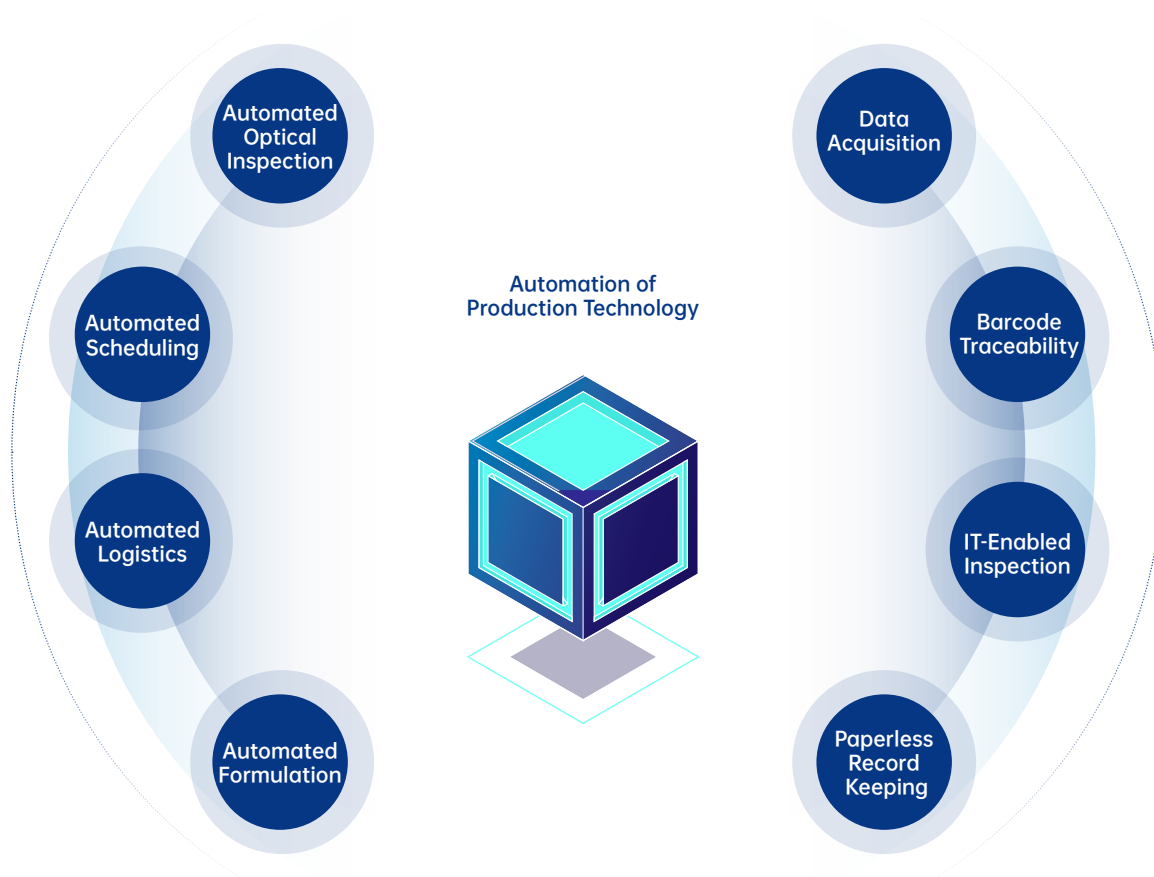 Automated
Optical
Inspection
Automated
Scheduling
Automated
Logistics
Automated
Formulation
Automation of
Production Technology
Data
Acquisition
Barcode
Traceability
IT-Enabled
Inspection
Paperless
Record
Keeping